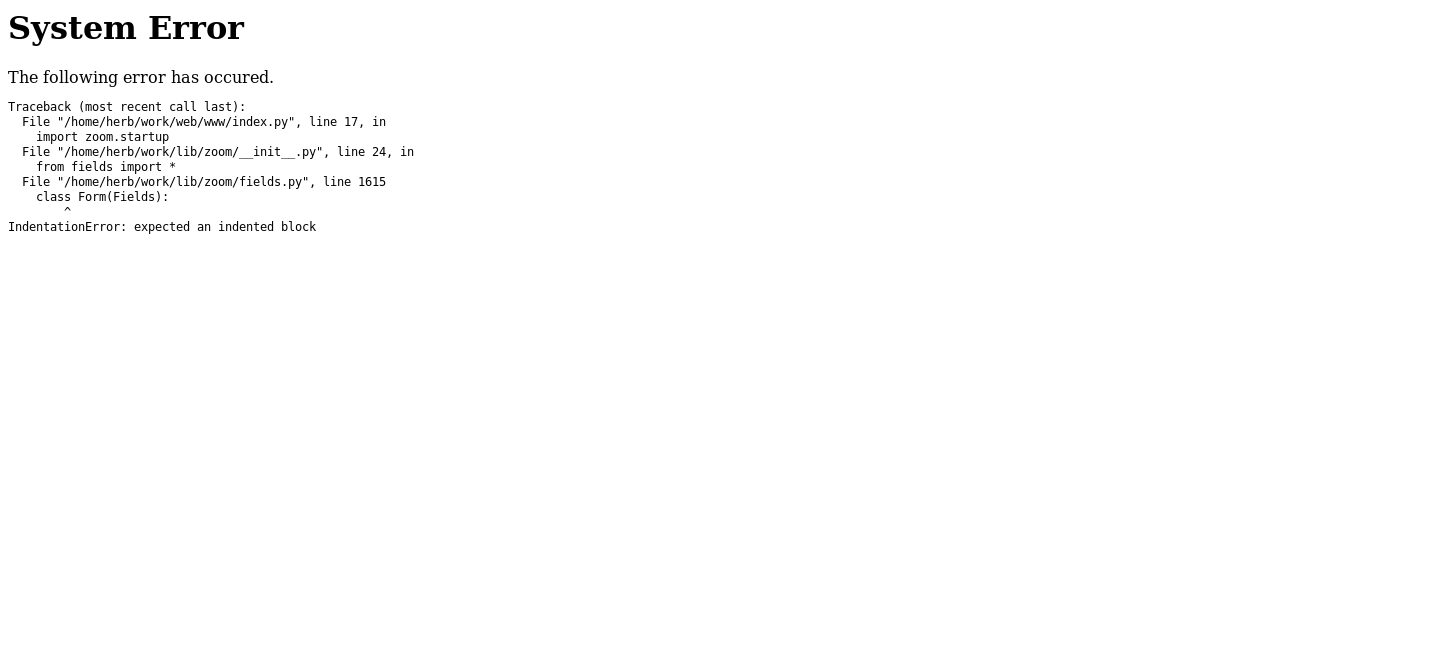 System Error
The following error has occured.
Traceback (most recent call last):
  File "/home/herb/work/web/www/index.py", line 17, in
    import zoom.startup
  File "/home/herb/work/lib/zoom/__init__.py", line 24, in
    from fields import *
  File "/home/herb/work/lib/zoom/fields.py", line 1615
    class Form(Fields):
        ^
IndentationError: expected an indented block